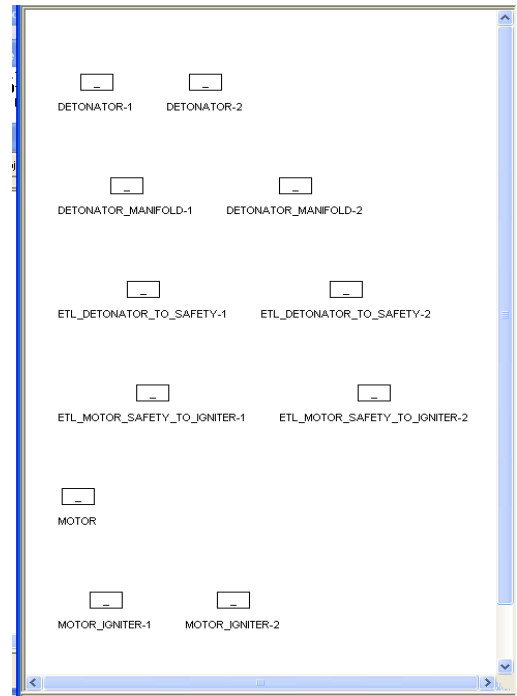 DETONATOR-1 DETONATOR-2
DETONATOR_MANIFOLD-1 DETONATOR_MANIFOLD-2
ETL_DETONATOR_TO_SAFETY-1 ETL_DETONATOR_TO_SAFETY-2
ETL_MOTOR_SAFETY_TO_IGNITER-1 ETL_MOTOR_SAFETY_TO_IGNITER-2
MOTOR
MOTOR_IGNITER-1 MOTOR_IGNITER-2